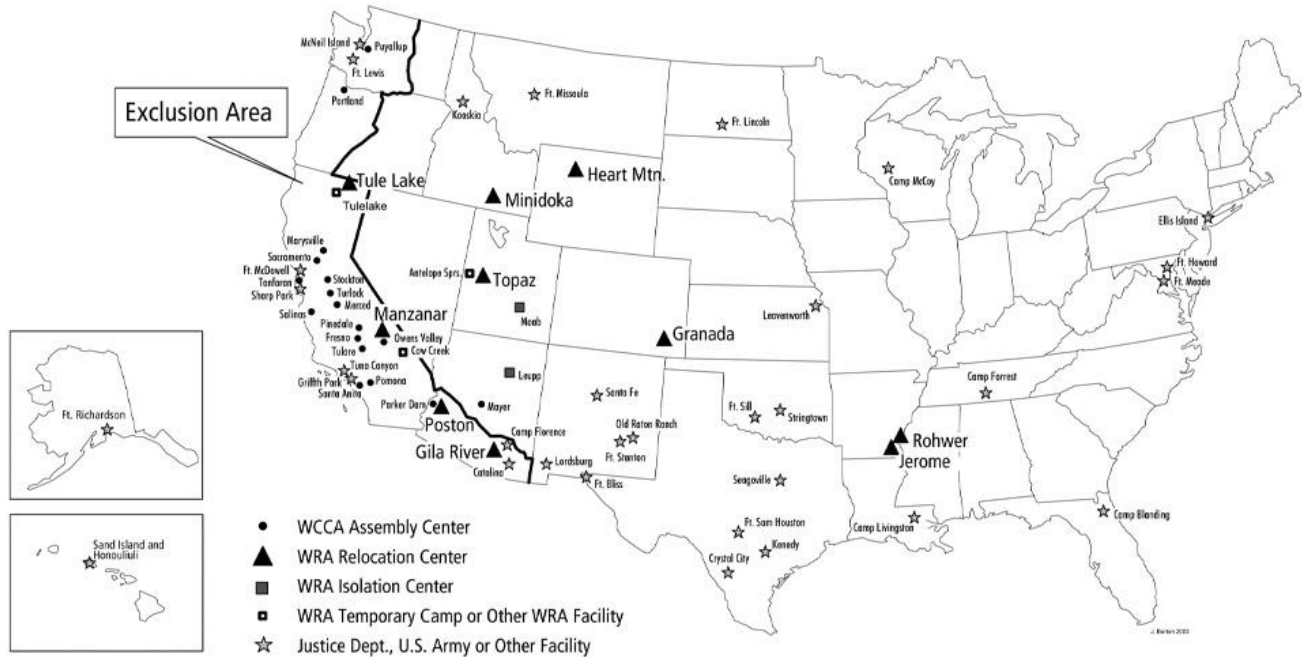 McNeil Island
Puyallup
Ft. Lewis
Portland
Exclusion Area
Kooskia
Ft. Missoula
Ft. Lincoln
Camp McCoy
Ellis Island
Ft. Howard
Ft. Meade
Tule Lake
Tulelake
Minidoka
Heart Mtn.
Marysville
Sacramento
Ft. McDowell
Tanforan
Sharp Park
Stockton
Turlock
Merced
Salinas
Antelope Sprs.
Topaz
Moab
Manzanar
Owens Valley
Cow Creek
Pinedale
Fresno
Tulare
Granada
Leavenworth
Tuna Canyon
Griffith Park
Santa Anita
Pomona
Leupp
Santa Fe
Parker Dam
Mayer
Poston
Camp Florence
Gila River
Catalina
Lordsburg
Old Raton Ranch
Ft. Stanton
Ft. Bliss
Ft. Sill
Stringtown
Camp Forrest
Rohwer
Jerome
Seagoville
Ft. Sam Houston
Kenedy
Crystal City
Camp Livingston
Camp Blanding
Ft. Richardson
Sand Island and
Honouliuli
WCCA Assembly Center
WRA Relocation Center
WRA Isolation Center
WRA Temporary Camp or Other WRA Facility
Justice Dept., U.S. Army or Other Facility